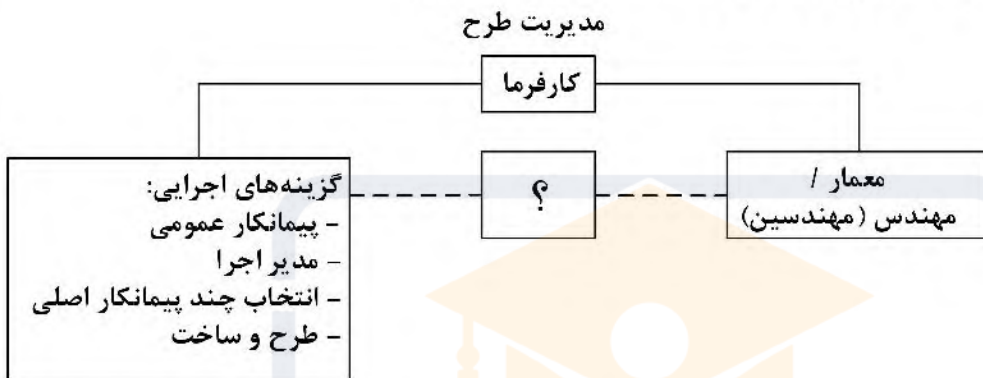 مدیریت طرح
کارفرما
معمار /
مهندس (مهندسین)
؟
گزینه‌های اجرایی:
- پیمانکار عمومی
- مدیر اجرا
- انتخاب چند پیمانکار اصلی
- طرح و ساخت